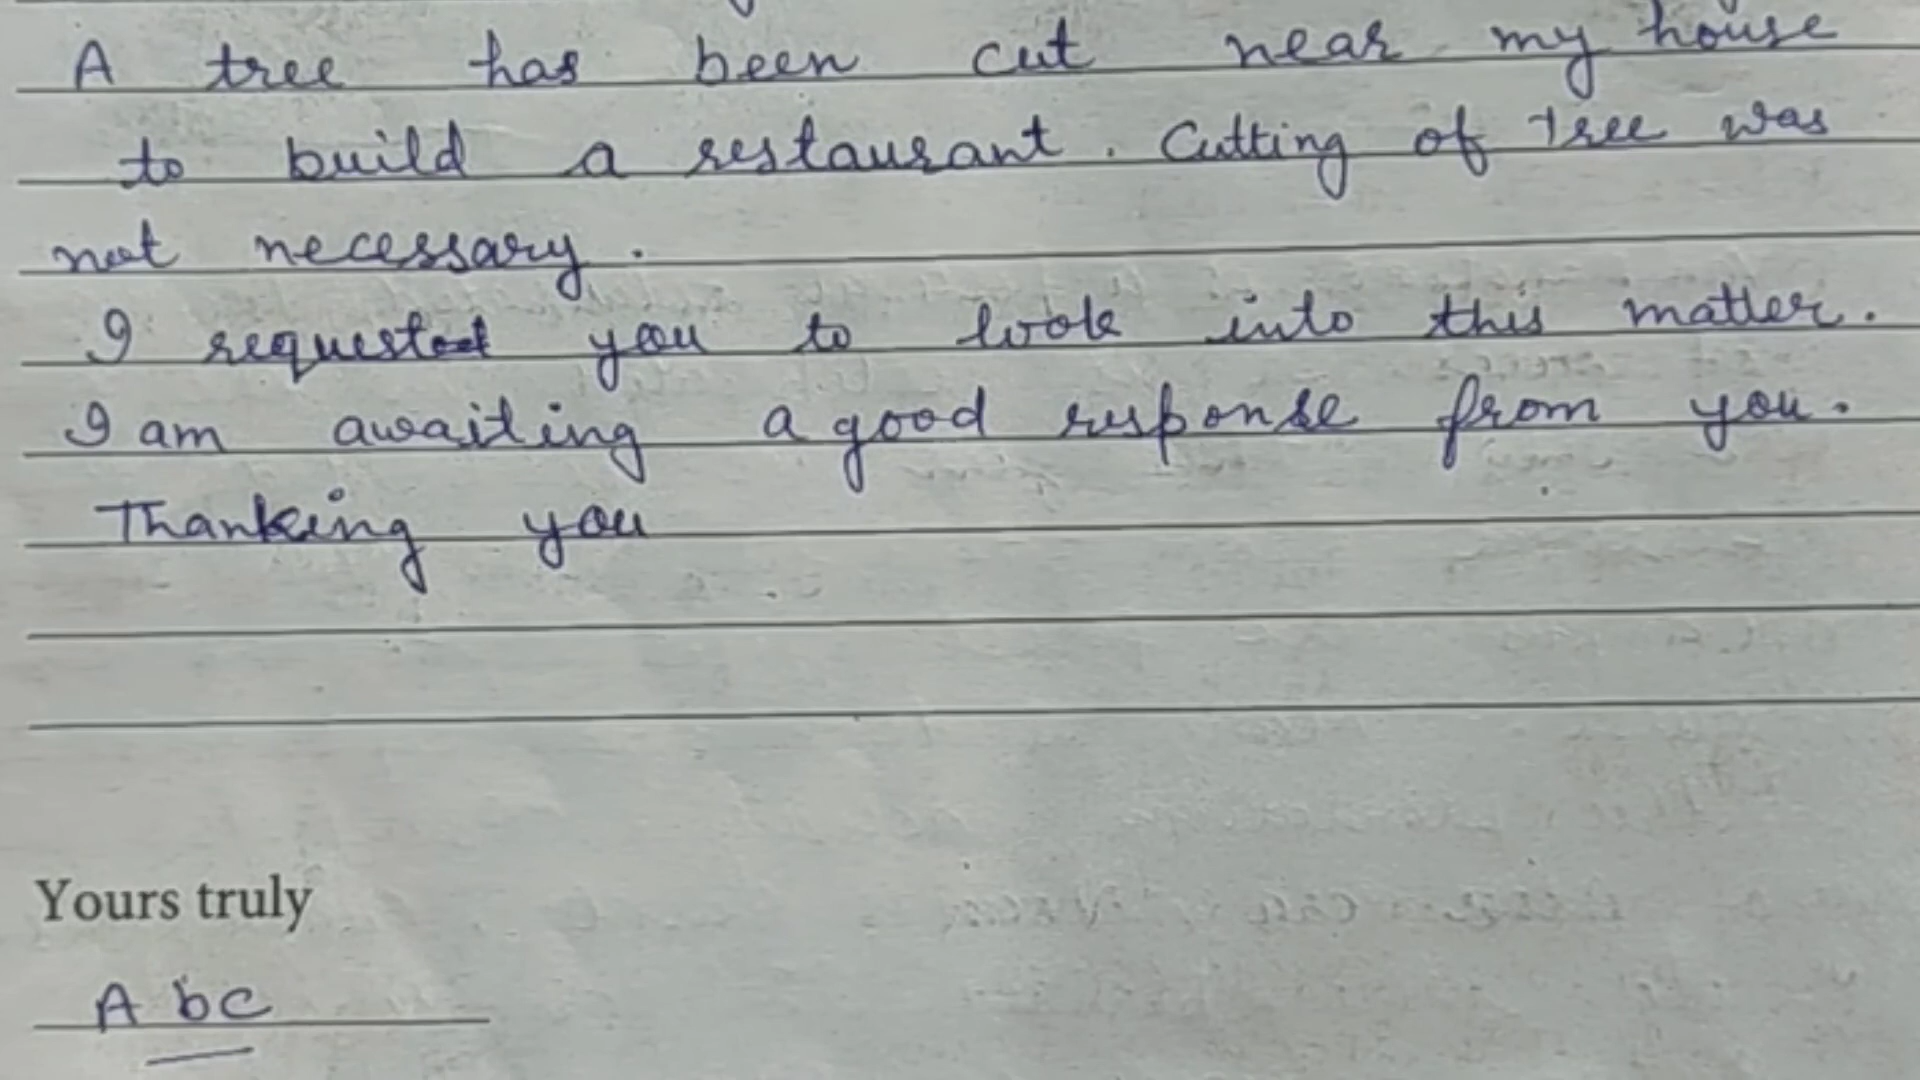 A tree has been cut near my house
to build a restaurant. Cutting of tree was
not necessary.
I requested you to look into this matter.
I am awaiting a good response from you.
Thanking you
Yours truly
Abc